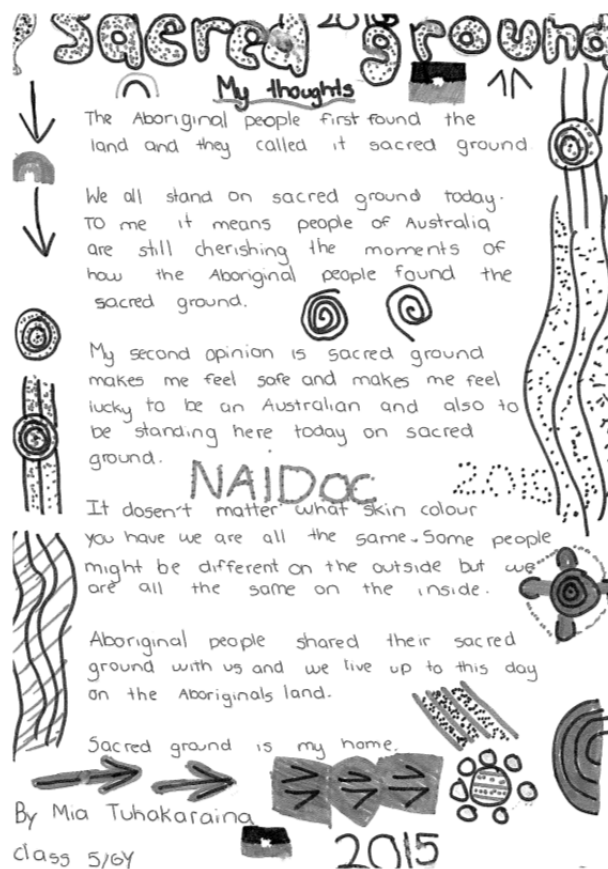 2015
Sacred ground
My thoughts
The Aboriginal people first found the
land and they called it sacred ground
We all stand on sacred ground today.
To me it means people of Australia
are still cherishing the moments of
how the Aboriginal people found the
sacred ground.
My second opinion is sacred ground
makes me feel safe and makes me feel
lucky to be an Australian and also to
be standing here today on sacred
ground.
NAIDOC 2015
It dosen't matter what skin colour
you have we are all the same. Some people
might be different on the outside but we
are all the same on the inside.
Aboriginal people shared their sacred
ground with us and we live up to this day
on the Aboriginals land.
Sacred ground is my home.
By Mia Tuhakaraina
class 5/6Y
2015